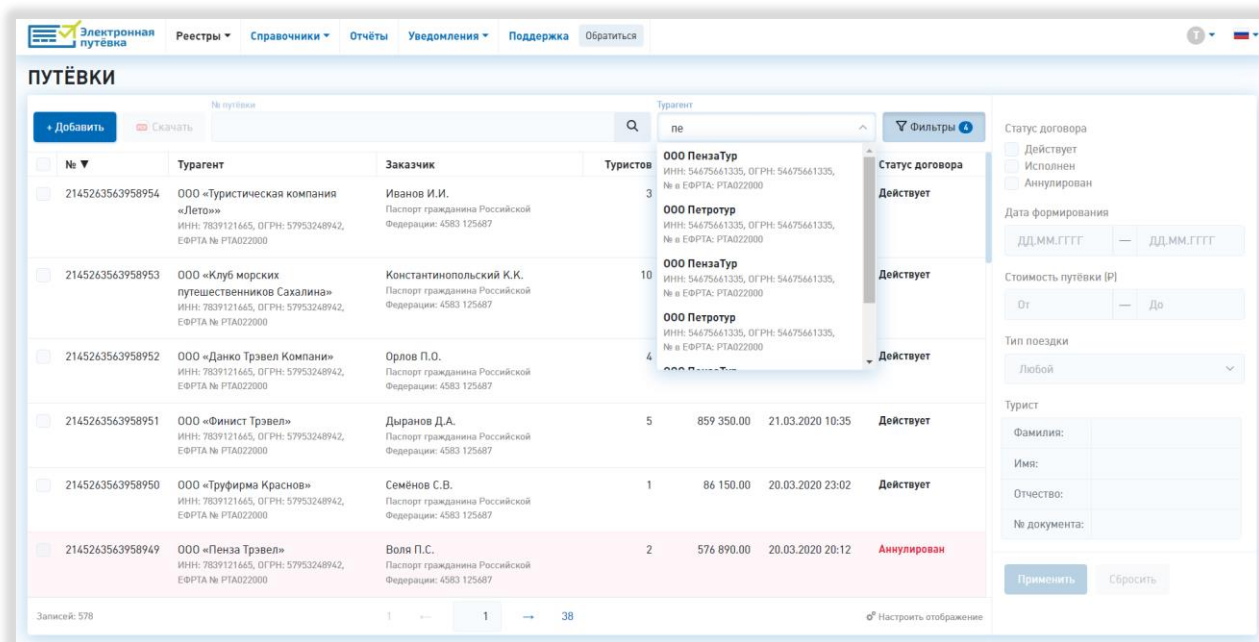 Электронная путёвка
Реестры
Справочники
Отчёты
Уведомления
Поддержка
Обратиться
Т
ПУТЁВКИ
+ Добавить
Скачать
№ путёвки
Турагент
пе
Фильтры 4
№ ▼
Турагент
Заказчик
Туристов
Статус договора
2145263563958954
ООО «Туристическая компания
«Лето»»
ИНН: 7839121665, ОГРН: 57953248942,
ЕФРТА № РТА022000
Иванов И.И.
Паспорт гражданина Российской
Федерации: 4583 125687
3
Действует
2145263563958953
ООО «Клуб морских
путешественников Сахалина»
ИНН: 7839121665, ОГРН: 57953248942,
ЕФРТА № РТА022000
Константинопольский К.К.
Паспорт гражданина Российской
Федерации: 4583 125687
10
Действует
2145263563958952
ООО «Данко Трэвел Компани»
ИНН: 7839121665, ОГРН: 57953248942,
ЕФРТА № РТА022000
Орлов П.О.
Паспорт гражданина Российской
Федерации: 4583 125687
4
Действует
2145263563958951
ООО «Финист Трэвел»
ИНН: 7839121665, ОГРН: 57953248942,
ЕФРТА № РТА022000
Дыранов Д.А.
Паспорт гражданина Российской
Федерации: 4583 125687
5
859 350.00
21.03.2020 10:35
Действует
2145263563958950
ООО «Труфирма Краснов»
ИНН: 7839121665, ОГРН: 57953248942,
ЕФРТА № РТА022000
Семёнов С.В.
Паспорт гражданина Российской
Федерации: 4583 125687
1
86 150.00
20.03.2020 23:02
Действует
2145263563958949
ООО «Пенза Трэвел»
ИНН: 7839121665, ОГРН: 57953248942,
ЕФРТА № РТА022000
Воля П.С.
Паспорт гражданина Российской
Федерации: 4583 125687
2
576 890.00
20.03.2020 20:12
Аннулирован
ООО ПензаТур
ИНН: 54675661335, ОГРН: 54675661335,
№ в ЕФРТА: РТА022000
ООО Петротур
ИНН: 54675661335, ОГРН: 54675661335,
№ в ЕФРТА: РТА022000
ООО ПензаТур
ИНН: 54675661335, ОГРН: 54675661335,
№ в ЕФРТА: РТА022000
ООО Петротур
ИНН: 54675661335, ОГРН: 54675661335,
№ в ЕФРТА: РТА022000
Статус договора
Действует
Исполнен
Аннулирован
Дата формирования
ДД.ММ.ГГГГ — ДД.ММ.ГГГГ
Стоимость путёвки (₽)
От — До
Тип поездки
Любой
Турист
Фамилия:
Имя:
Отчество:
№ документа:
Применить
Сбросить
Записей: 578
1 ← 1 → 38
Настроить отображение